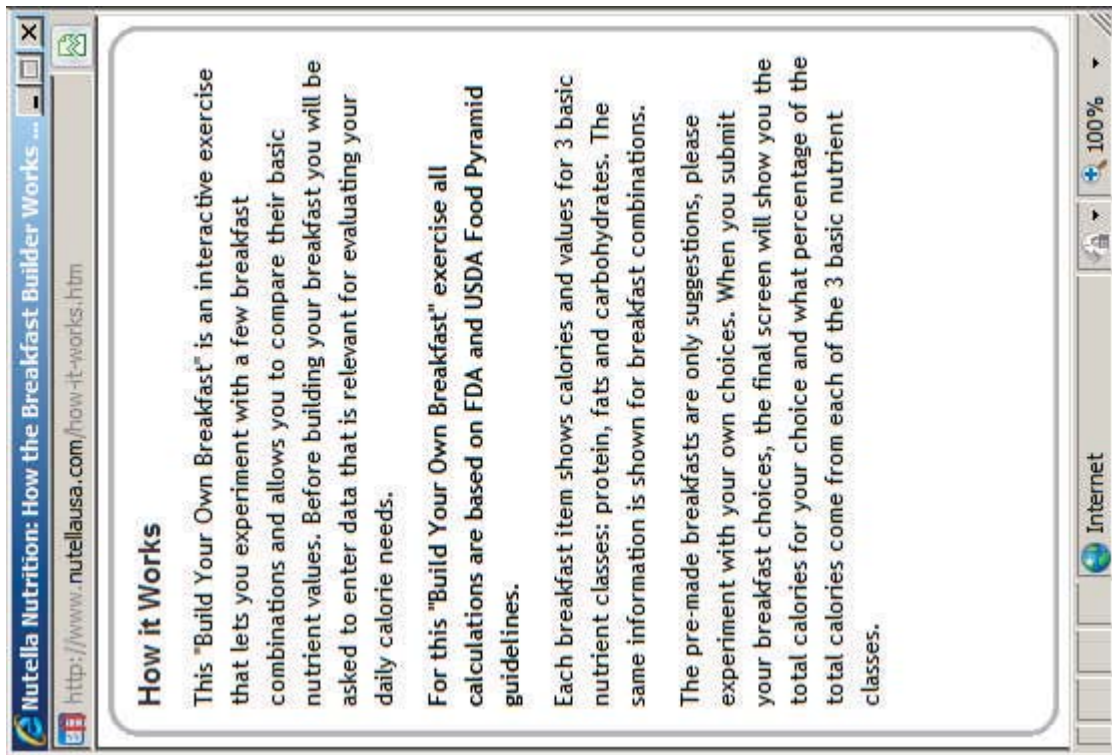 Nutella Nutrition: How the Breakfast Builder Works ...
http://www.nutellausa.com/how-it-works.htm
How it Works
This "Build Your Own Breakfast" is an interactive exercise
that lets you experiment with a few breakfast
combinations and allows you to compare their basic
nutrient values. Before building your breakfast you will be
asked to enter data that is relevant for evaluating your
daily calorie needs.
For this "Build Your Own Breakfast" exercise all
calculations are based on FDA and USDA Food Pyramid
guidelines.
Each breakfast item shows calories and values for 3 basic
nutrient classes: protein, fats and carbohydrates. The
same information is shown for breakfast combinations.
The pre-made breakfasts are only suggestions, please
experiment with your own choices. When you submit
your breakfast choices, the final screen will show you the
total calories for your choice and what percentage of the
total calories come from each of the 3 basic nutrient
classes.
Internet
100%